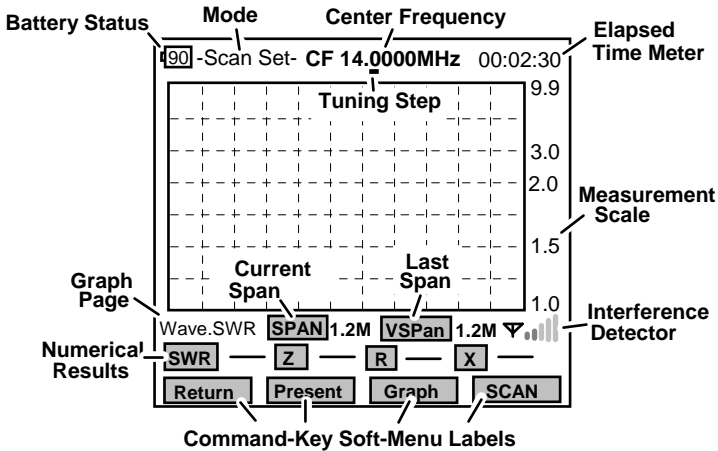 Mode
Center Frequency
Battery Status
Elapsed
Time Meter
90 -Scan Set- CF 14.0000MHz 00:02:30
Tuning Step
9.9
3.0
2.0
Measurement
Scale
1.5
Current
Span
Last
Span
Graph
Page
1.0
Wave.SWR SPAN 1.2M VSPan 1.2M
Interference
Detector
Numerical
Results
SWR — Z — R — X —
Return Present Graph SCAN
Command-Key Soft-Menu Labels